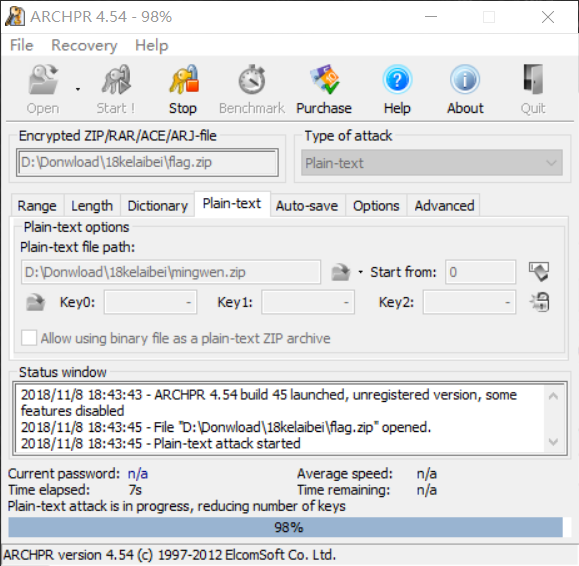 ARCHPR 4.54 - 98%
File Recovery Help
Open Start ! Stop Benchmark Purchase Help About Quit
Encrypted ZIP/RAR/ACE/ARJ-file
D:\Donwload\18kelaibei\flag.zip
Type of attack
Plain-text
Range Length Dictionary Plain-text Auto-save Options Advanced
Plain-text options
Plain-text file path:
D:\Donwload\18kelaibei\mingwen.zip Start from: 0
Key0: - Key1: - Key2: -
Allow using binary file as a plain-text ZIP archive
Status window
2018/11/8 18:43:43 - ARCHPR 4.54 build 45 launched, unregistered version, some
features disabled
2018/11/8 18:43:45 - File "D:\Donwload\18kelaibei\flag.zip" opened.
2018/11/8 18:43:45 - Plain-text attack started
Current password: n/a Average speed: n/a
Time elapsed: 7s Time remaining: n/a
Plain-text attack is in progress, reducing number of keys
98%
ARCHPR version 4.54 (c) 1997-2012 ElcomSoft Co. Ltd.